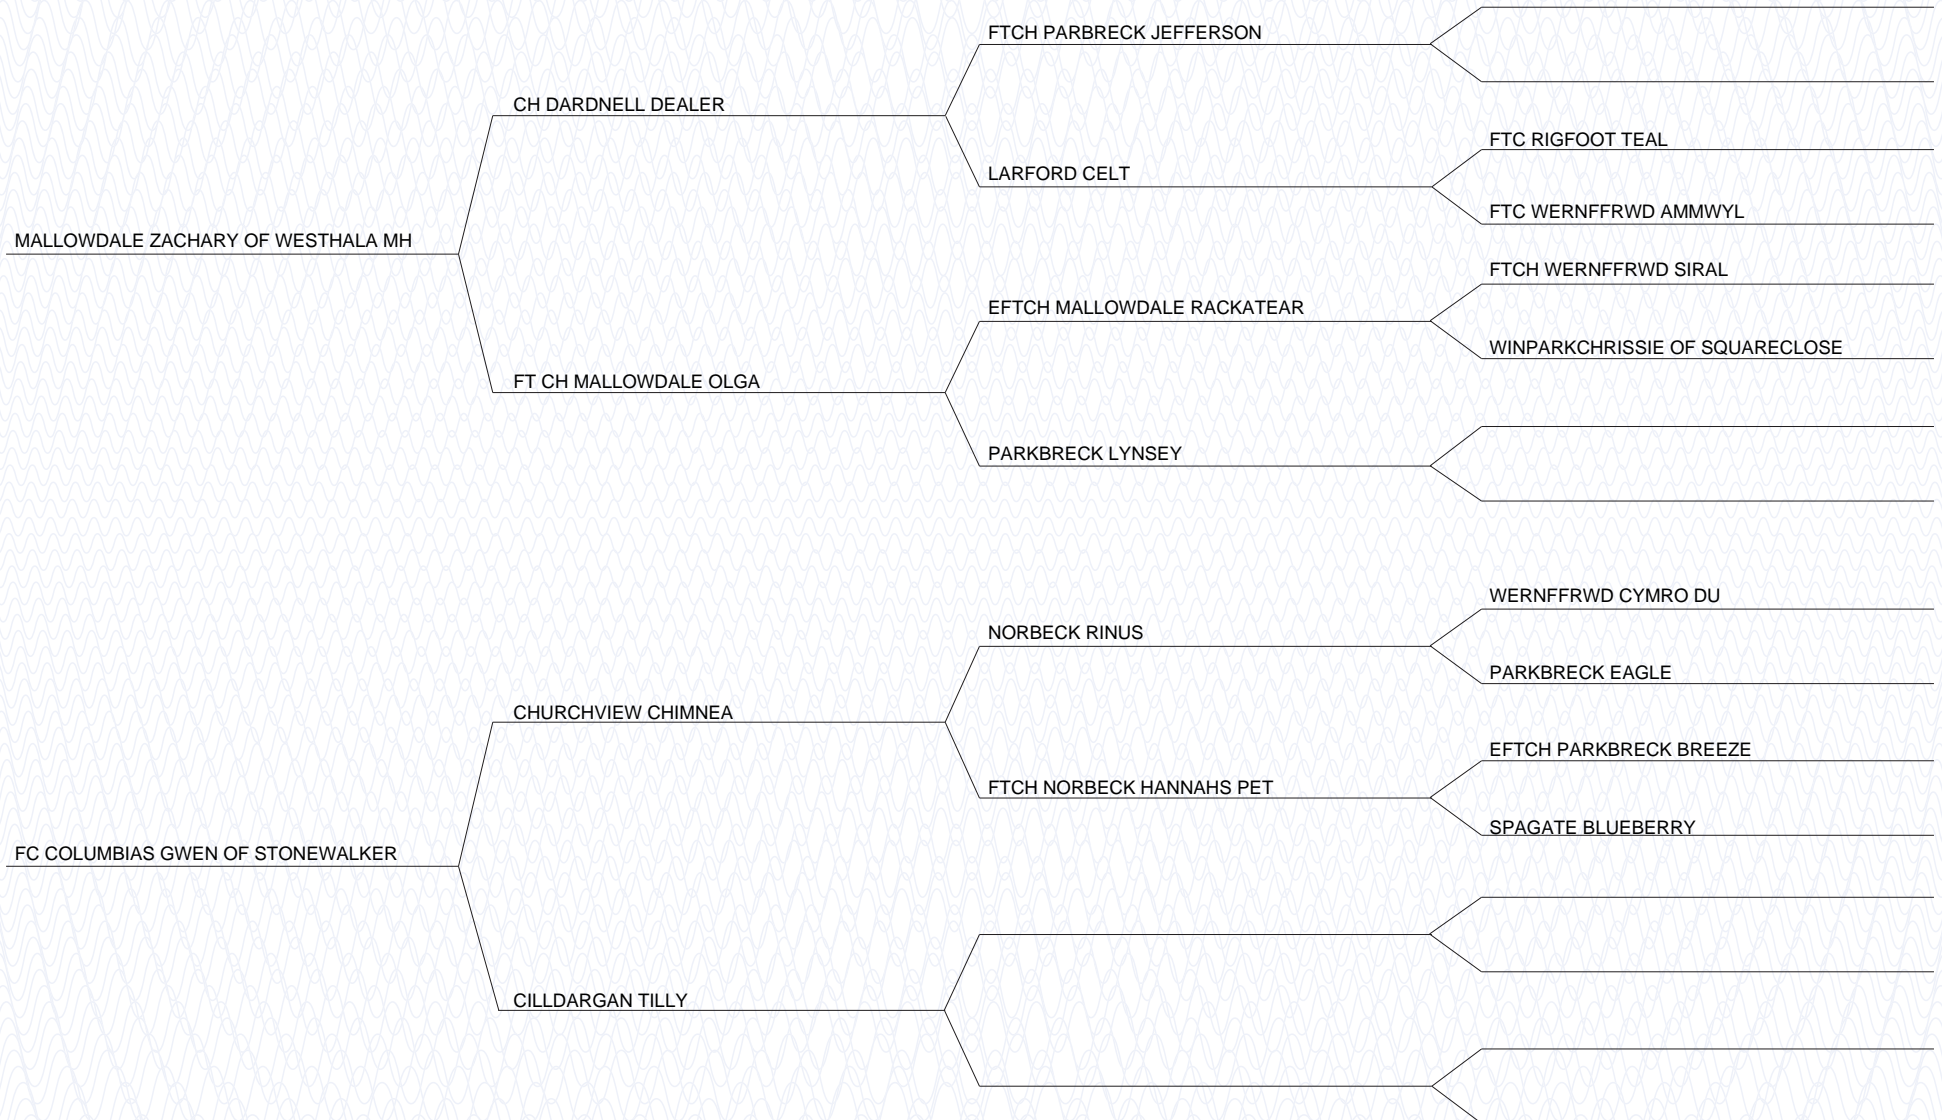 FTCH PARBRECK JEFFERSON
CH DARDNELL DEALER
FTC RIGFOOT TEAL
LARFORD CELT
FTC WERNFFRWD AMMWYL
MALLOWDALE ZACHARY OF WESTHALA MH
FTCH WERNFFRWD SIRAL
EFTCH MALLOWDALE RACKATEAR
WINPARKCHRISSIE OF SQUARECLOSE
FT CH MALLOWDALE OLGA
PARKBRECK LYNSEY
WERNFFRWD CYMRO DU
NORBECK RINUS
PARKBRECK EAGLE
CHURCHVIEW CHIMNEA
EFTCH PARKBRECK BREEZE
FTCH NORBECK HANNAHS PET
SPAGATE BLUEBERRY
FC COLUMBIAS GWEN OF STONEWALKER
CILLDARGAN TILLY